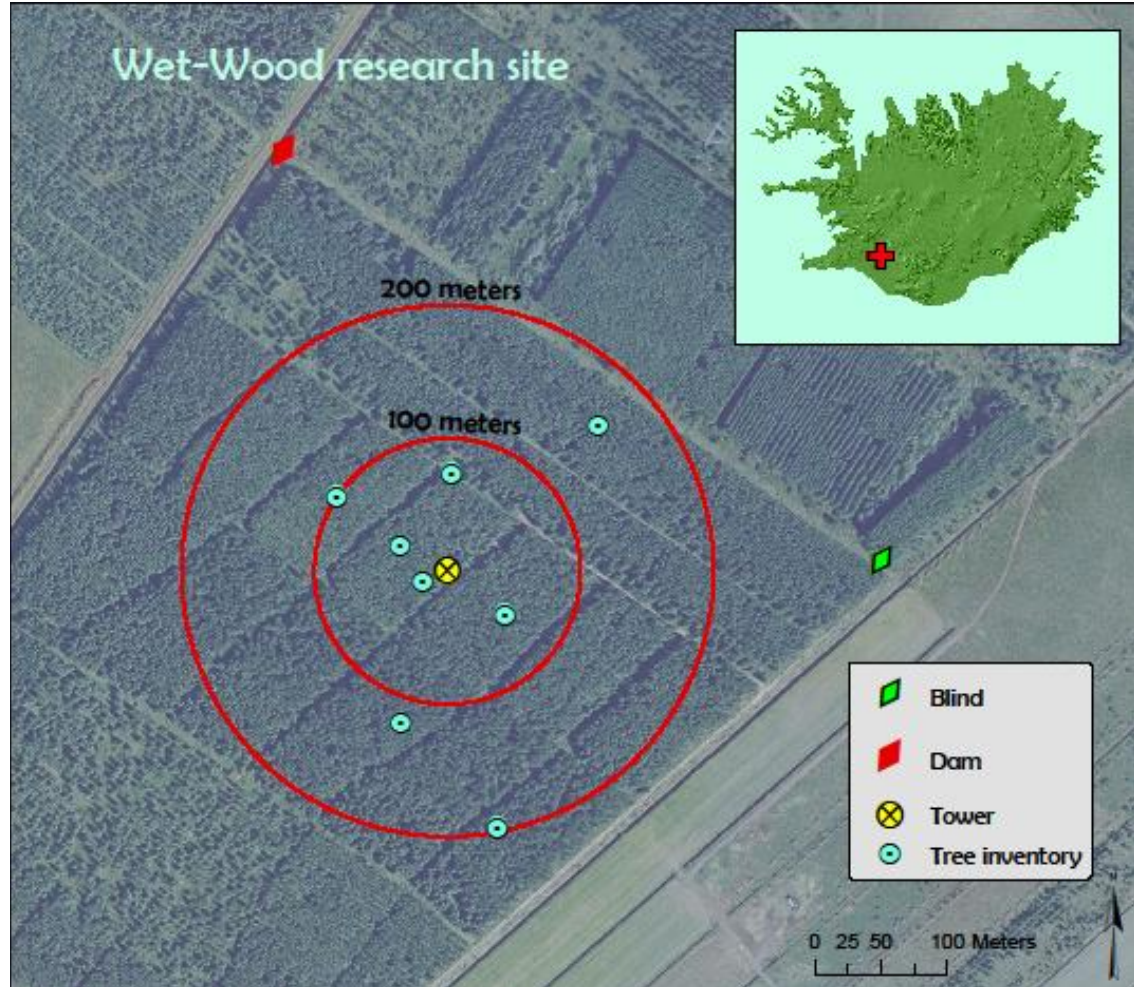 Wet-Wood research site
200 meters
100 meters
Blind
Dam
Tower
Tree inventory
0 25 50 100 Meters